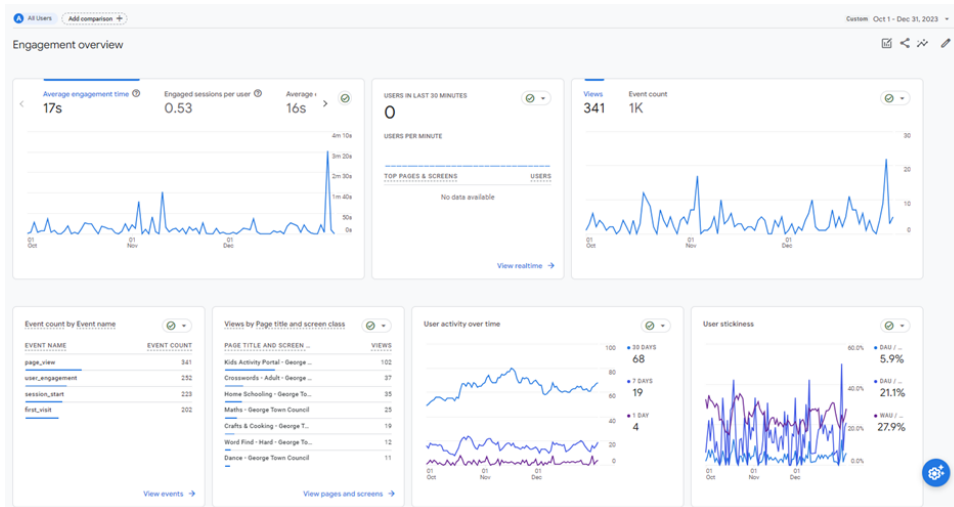 A All Users Add comparison + Custom Oct 1 - Dec 31, 2023
Engagement overview
Average engagement time Engaged sessions per user Average
17s 0.53 16s
4m 10s
3m 20s
2m 30s
1m 40s
50s
0s
01 01 01
Oct Nov Dec
USERS IN LAST 30 MINUTES
0
USERS PER MINUTE
TOP PAGES & SCREENS USERS
No data available
View realtime
Views Event count
341 1K
30
20
10
0
01 01 01
Oct Nov Dec
Event count by Event name
EVENT NAME EVENT COUNT
page_view 341
user_engagement 252
session_start 223
first_visit 202
View events
Views by Page title and screen class
PAGE TITLE AND SCREEN ... VIEWS
Kids Activity Portal - George ... 102
Crosswords - Adult - George ... 37
Home Schooling - George To... 35
Maths - George Town Council 25
Crafts & Cooking - George T... 19
Word Find - Hard - George To... 12
Dance - George Town Council 11
View pages and screens
User activity over time
100
80
60
40
20
0
01 01 01
Oct Nov Dec
30 DAYS
68
7 DAYS
19
1 DAY
4
User stickiness
60.0%
40.0%
20.0%
0.0%
01 01 01
Oct Nov Dec
DAU / ...
5.9%
DAU / ...
21.1%
WAU / ...
27.9%